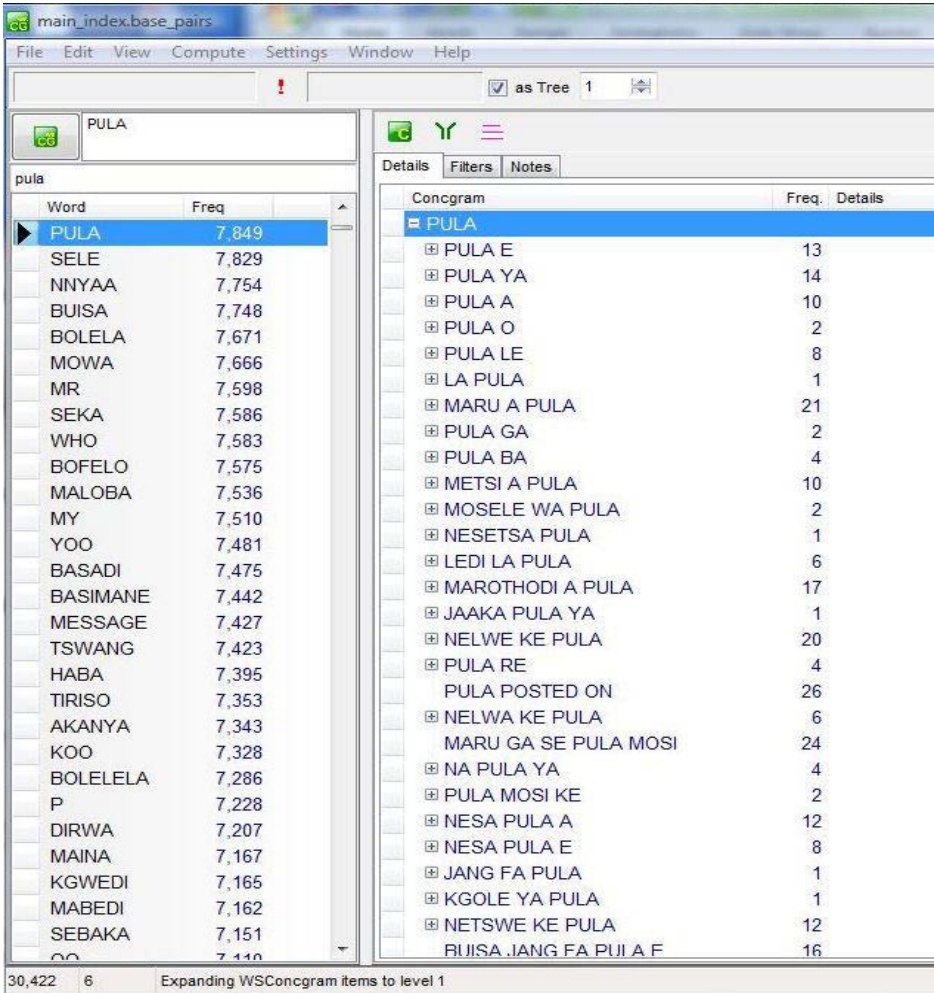 main_index.base_pairs
File Edit View Compute Settings Window Help
! as Tree 1
PULA
pula
Word Freq
PULA 7,849
SELE 7,829
NNYAA 7,754
BUISA 7,748
BOLELA 7,671
MOWA 7,666
MR 7,598
SEKA 7,586
WHO 7,583
BOFELO 7,575
MALOBA 7,536
MY 7,510
YOO 7,481
BASADI 7,475
BASIMANE 7,442
MESSAGE 7,427
TSWANG 7,423
HABA 7,395
TIRISO 7,353
AKANYA 7,343
KOO 7,328
BOLELELA 7,286
P 7,228
DIRWA 7,207
MAINA 7,167
KGWEDI 7,165
MABEDI 7,162
SEBAKA 7,151
Details Filters Notes
Concgram Freq. Details
PULA
PULA E 13
PULA YA 14
PULA A 10
PULA O 2
PULA LE 8
LA PULA 1
MARU A PULA 21
PULA GA 2
PULA BA 4
METSI A PULA 10
MOSELE WA PULA 2
NESETSA PULA 1
LEDI LA PULA 6
MAROTHODI A PULA 17
JAAKA PULA YA 1
NELWE KE PULA 20
PULA RE 4
PULA POSTED ON 26
NELWA KE PULA 6
MARU GA SE PULA MOSI 24
NA PULA YA 4
PULA MOSI KE 2
NESA PULA A 12
NESA PULA E 8
JANG FA PULA 1
KGOLE YA PULA 1
NETSWE KE PULA 12
BUISA JANG FA PULA E 16
30,422 6 Expanding WSConcgram items to level 1